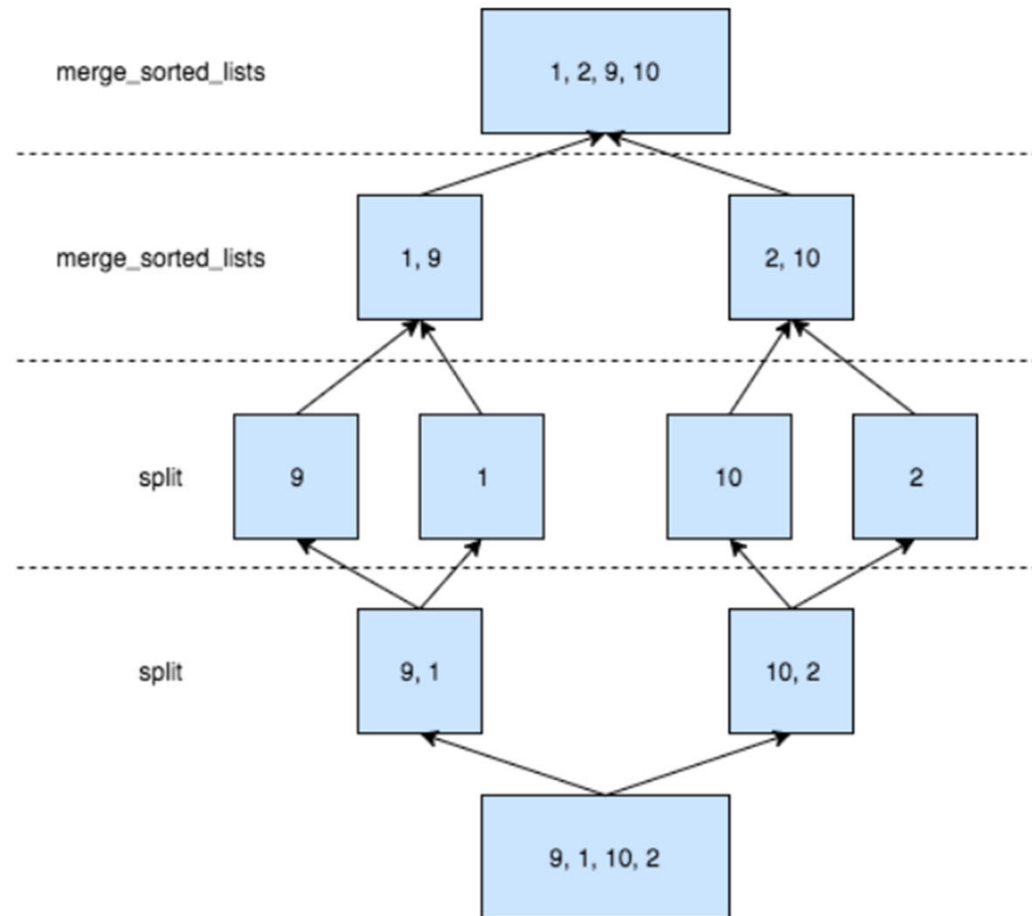 merge_sorted_lists
1, 2, 9, 10
merge_sorted_lists
1, 9
2, 10
split
9
1
10
2
split
9, 1
10, 2
9, 1, 10, 2